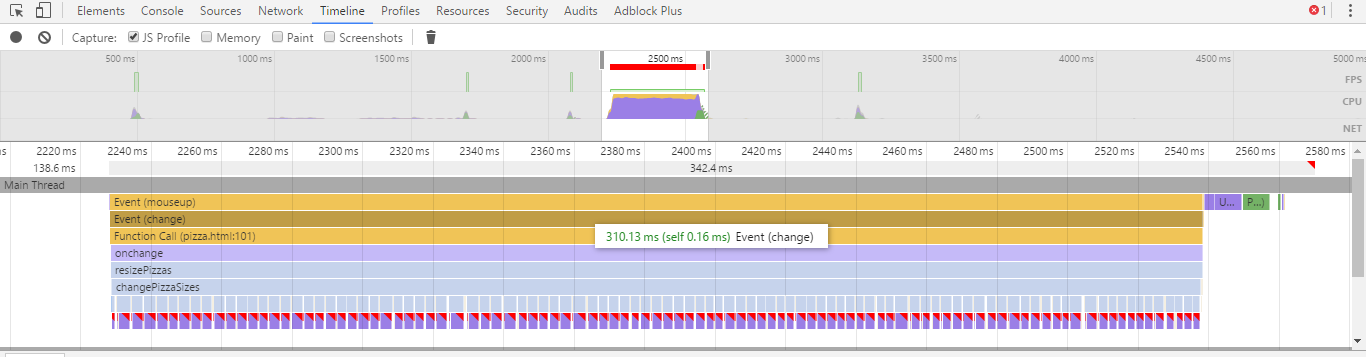 Elements Console Sources Network Timeline Profiles Resources Security Audits Adblock Plus 1
Capture: JS Profile Memory Paint Screenshots
500 ms 1000 ms 1500 ms 2000 ms 2500 ms 3000 ms 3500 ms 4000 ms 4500 ms 5000 ms
FPS
CPU
NET
ms 2220 ms 2240 ms 2260 ms 2280 ms 2300 ms 2320 ms 2340 ms 2360 ms 2380 ms 2400 ms 2420 ms 2440 ms 2460 ms 2480 ms 2500 ms 2520 ms 2540 ms 2560 ms 2580 ms
138.6 ms 342.4 ms
Main Thread
Event (mouseup) U... P...)
Event (change)
Function Call (pizza.html:101) 310.13 ms (self 0.16 ms) Event (change)
onchange
resizePizzas
changePizzaSizes